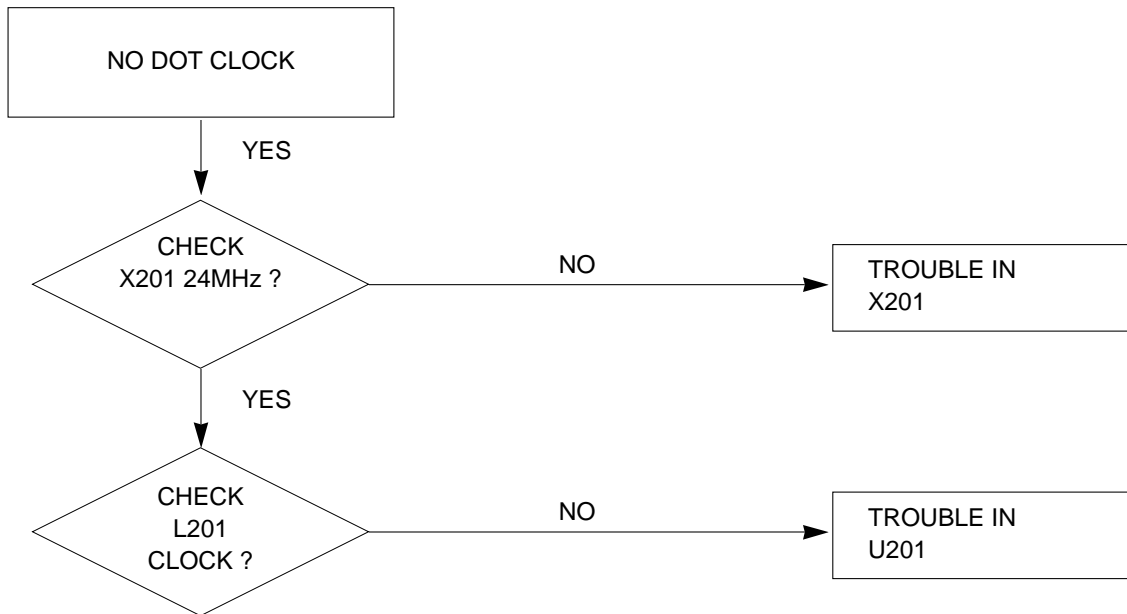 NO DOT CLOCK
YES
CHECK
X201 24MHz ?
NO
TROUBLE IN
X201
YES
CHECK
L201
CLOCK ?
NO
TROUBLE IN
U201